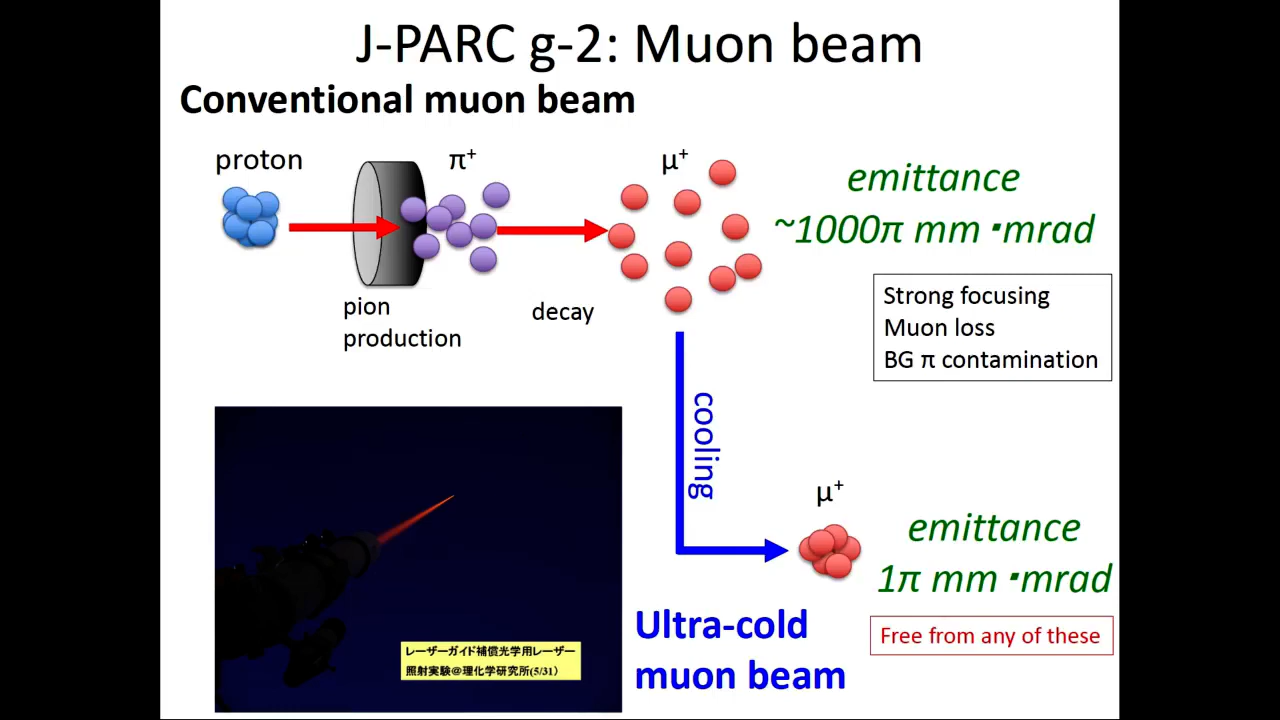 J-PARC g-2: Muon beam
Conventional muon beam
proton
π⁺
μ⁺
emittance
~1000π mm ・mrad
pion
production
decay
Strong focusing
Muon loss
BG π contamination
cooling
μ⁺
emittance
1π mm ・mrad
Ultra-cold
muon beam
Free from any of these
レーザーガイド補償光学用レーザー
照射実験@理化学研究所(5/31)